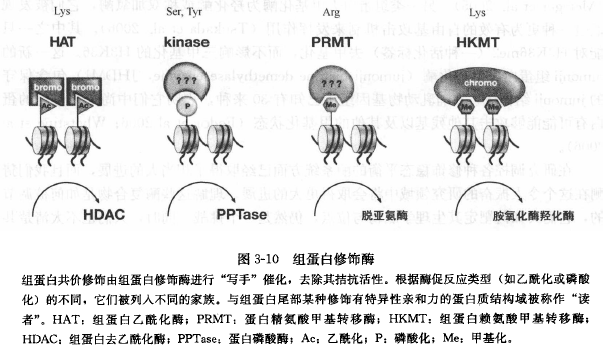 Lys Ser, Tyr Arg Lys
HAT kinase PRMT HKMT
bromo bromo ??? ??? chromo
Ac Ac P Me Me Me
HDAC PPTase 脱亚氨酶 胺氧化酶羟化酶
图 3-10 组蛋白修饰酶
组蛋白共价修饰由组蛋白修饰酶进行“写手”催化，去除其拮抗活性。根据酶促反应类型（如乙酰化或磷酸
化）的不同，它们被列入不同的家族。与组蛋白尾部某种修饰有特异性亲和力的蛋白质结构域被称作“读
者”。HAT：组蛋白乙酰化酶；PRMT：蛋白精氨酸甲基转移酶；HKMT：组蛋白赖氨酸甲基转移酶；
HDAC：组蛋白去乙酰化酶；PPTase：蛋白磷酸酶；Ac：乙酰化；P：磷酸化；Me：甲基化。